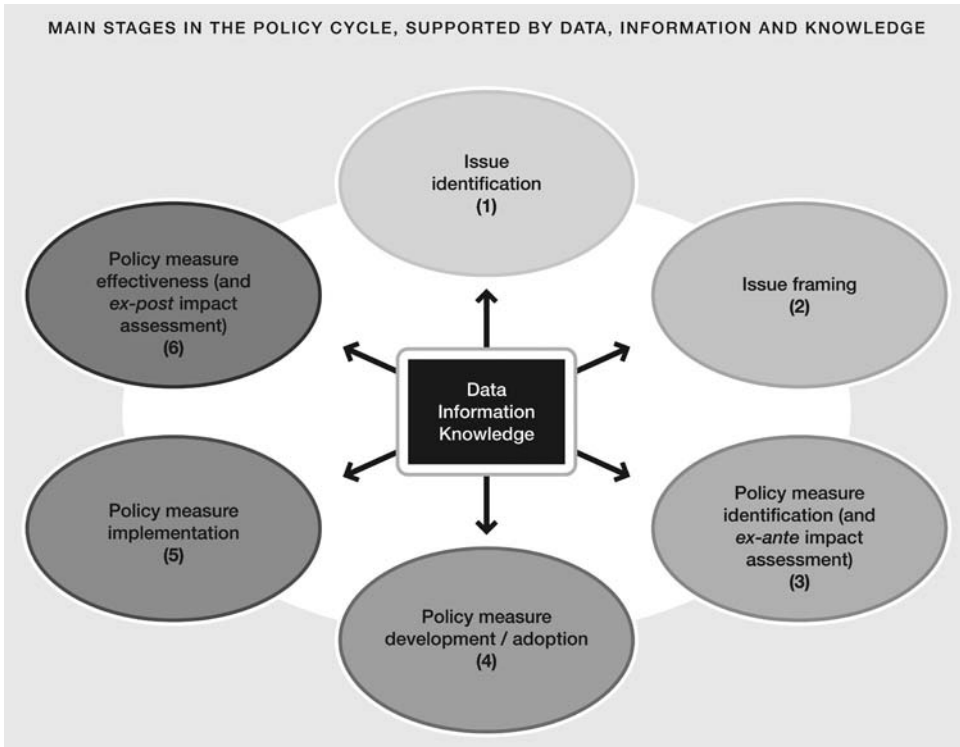 MAIN STAGES IN THE POLICY CYCLE, SUPPORTED BY DATA, INFORMATION AND KNOWLEDGE
Issue
identification
(1)
Issue framing
(2)
Policy measure
identification (and
ex-ante impact
assessment)
(3)
Policy measure
development / adoption
(4)
Policy measure
implementation
(5)
Policy measure
effectiveness (and
ex-post impact
assessment)
(6)
Data
Information
Knowledge